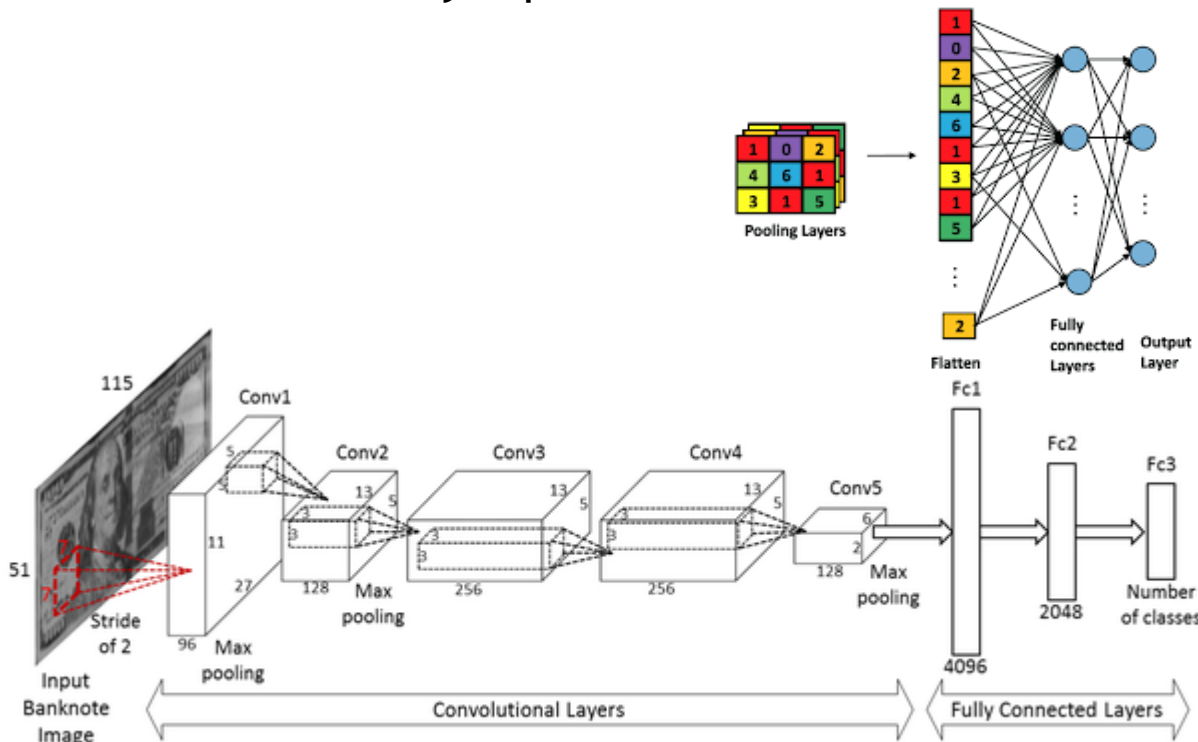 1
0
2
4
6
1
3
1
5
⋮
2
1 0 2
4 6 1
3 1 5
Pooling Layers
⋮
⋮
Flatten
Fully
connected
Layers
Output
Layer
115
51
7
7
Stride
of 2
Input
Banknote
Image
Conv1
5
5
11
27
96
Max
pooling
Conv2
13
5
3
3
128
Max
pooling
Conv3
13
5
3
3
256
Conv4
13
5
3
3
256
Conv5
6
2
128
Max
pooling
Fc1
4096
Fc2
2048
Fc3
Number
of classes
Convolutional Layers
Fully Connected Layers